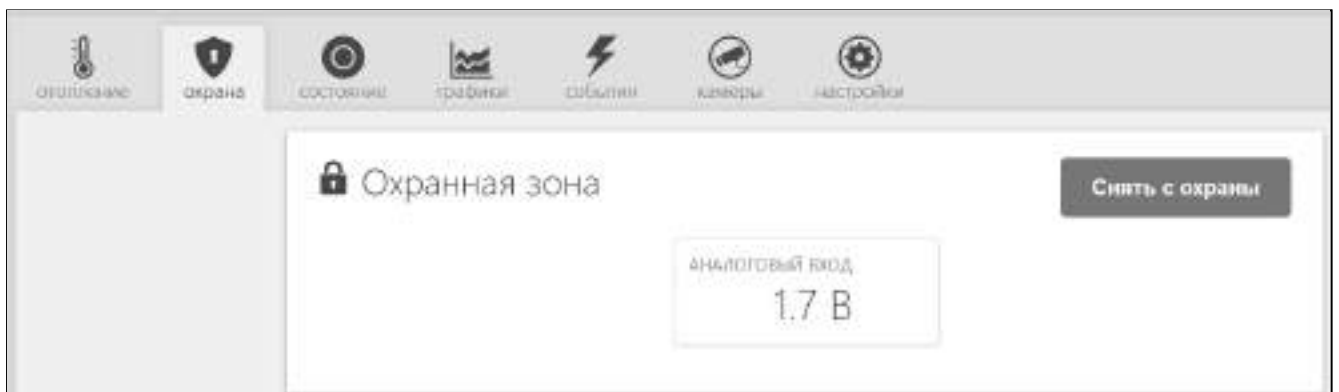 отопление охрана состояние графики события камеры настройки
Охранная зона
Снять с охраны
АНАЛОГОВЫЙ ВХОД
1.7 В